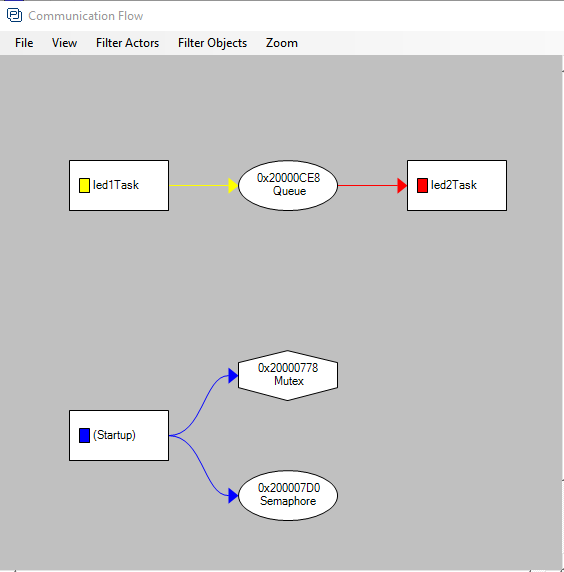 Communication Flow
File View Filter Actors Filter Objects Zoom
led1Task
0x20000CE8
Queue
led2Task
0x20000778
Mutex
(Startup)
0x200007D0
Semaphore